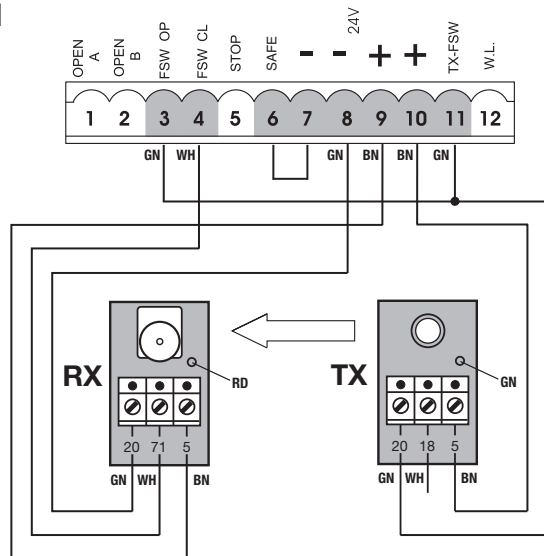 OPEN A
OPEN B
FSW OP
FSW CL
STOP
SAFE
-
-
24V
+
+
TX-FSW
W.L.
1 2 3 4 5 6 7 8 9 10 11 12
GN WH GN BN BN GN
RX
RD
TX
GN
20 71 5
20 18 5
GN WH BN
GN WH BN